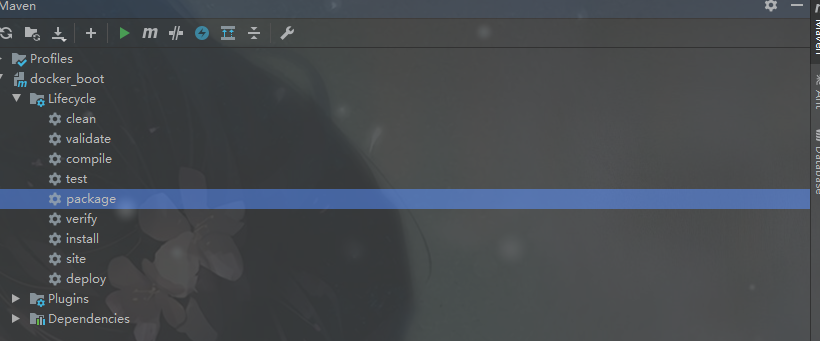 Maven
Profiles
docker_boot
Lifecycle
clean
validate
compile
test
package
verify
install
site
deploy
Plugins
Dependencies
Maven
Ant
Database